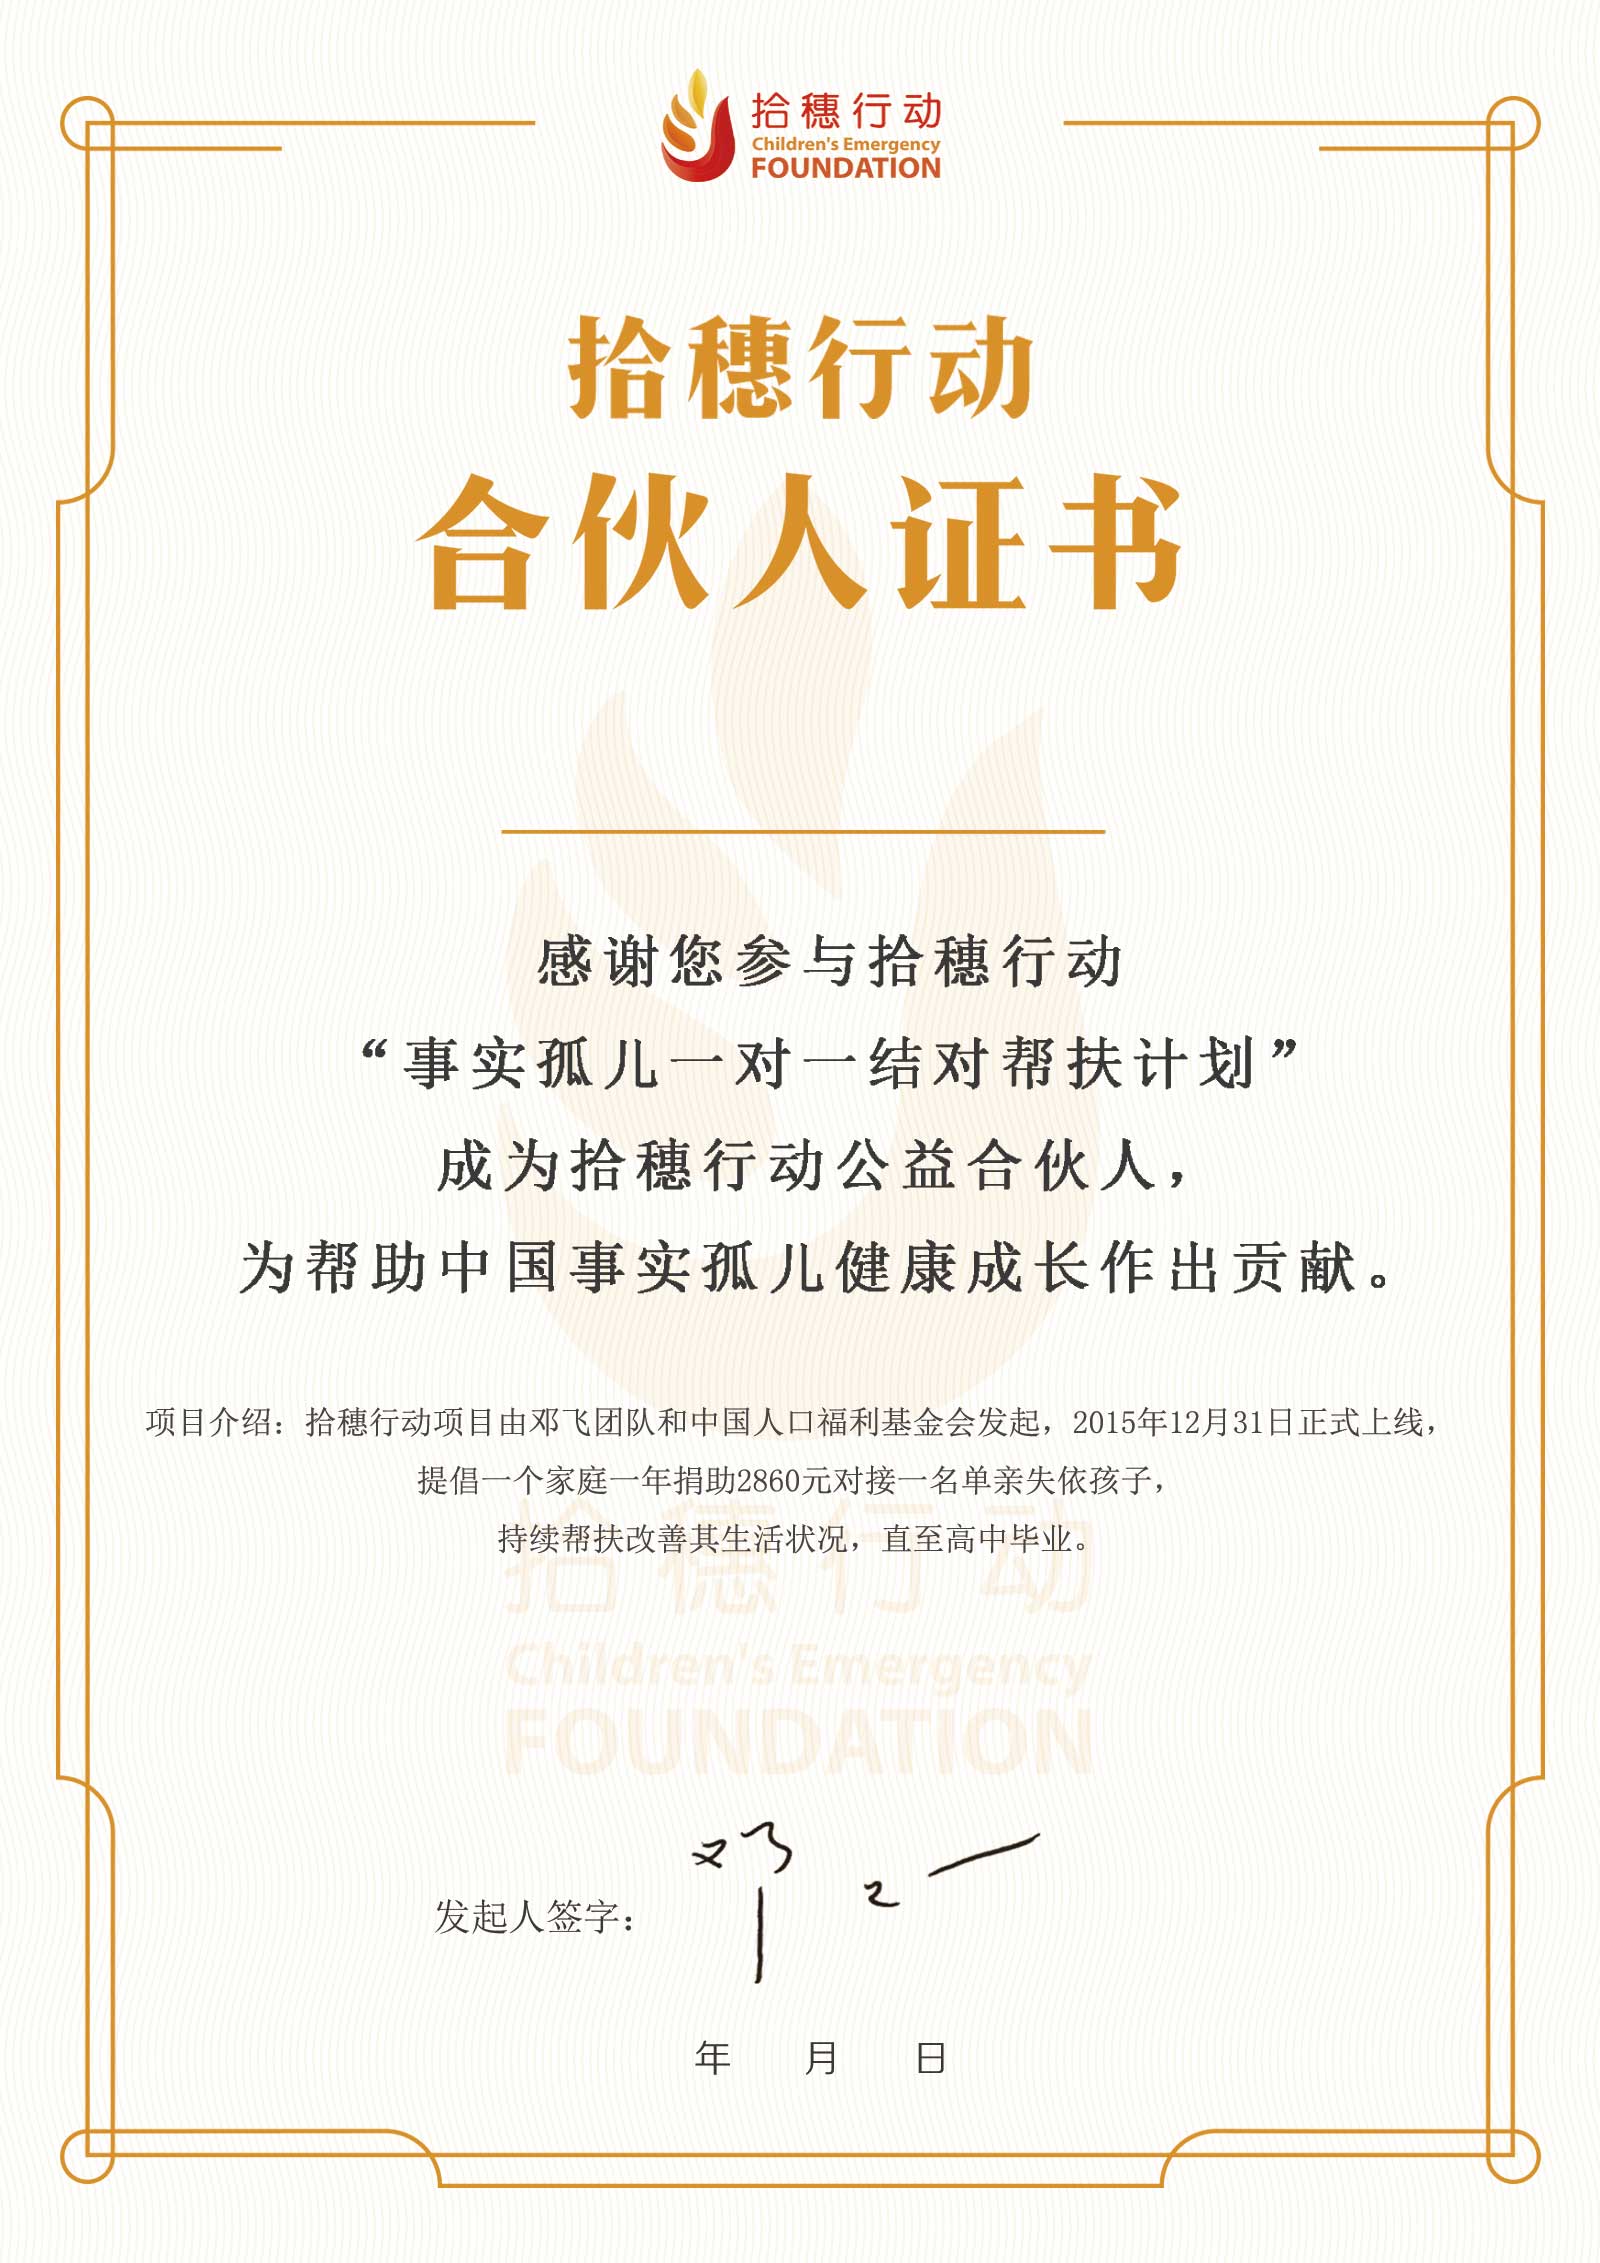 拾穗行动
Children's Emergency
FOUNDATION
拾穗行动
合伙人证书
感谢您参与拾穗行动
“事实孤儿一对一结对帮扶计划”
成为拾穗行动公益合伙人，
为帮助中国事实孤儿健康成长作出贡献。
项目介绍：拾穗行动项目由邓飞团队和中国人口福利基金会发起，2015年12月31日正式上线，
提倡一个家庭一年捐助2860元对接一名单亲失依孩子，
持续帮扶改善其生活状况，直至高中毕业。
拾穗行动
Children's Emergency
FOUNDATION
发起人签字：
年 月 日